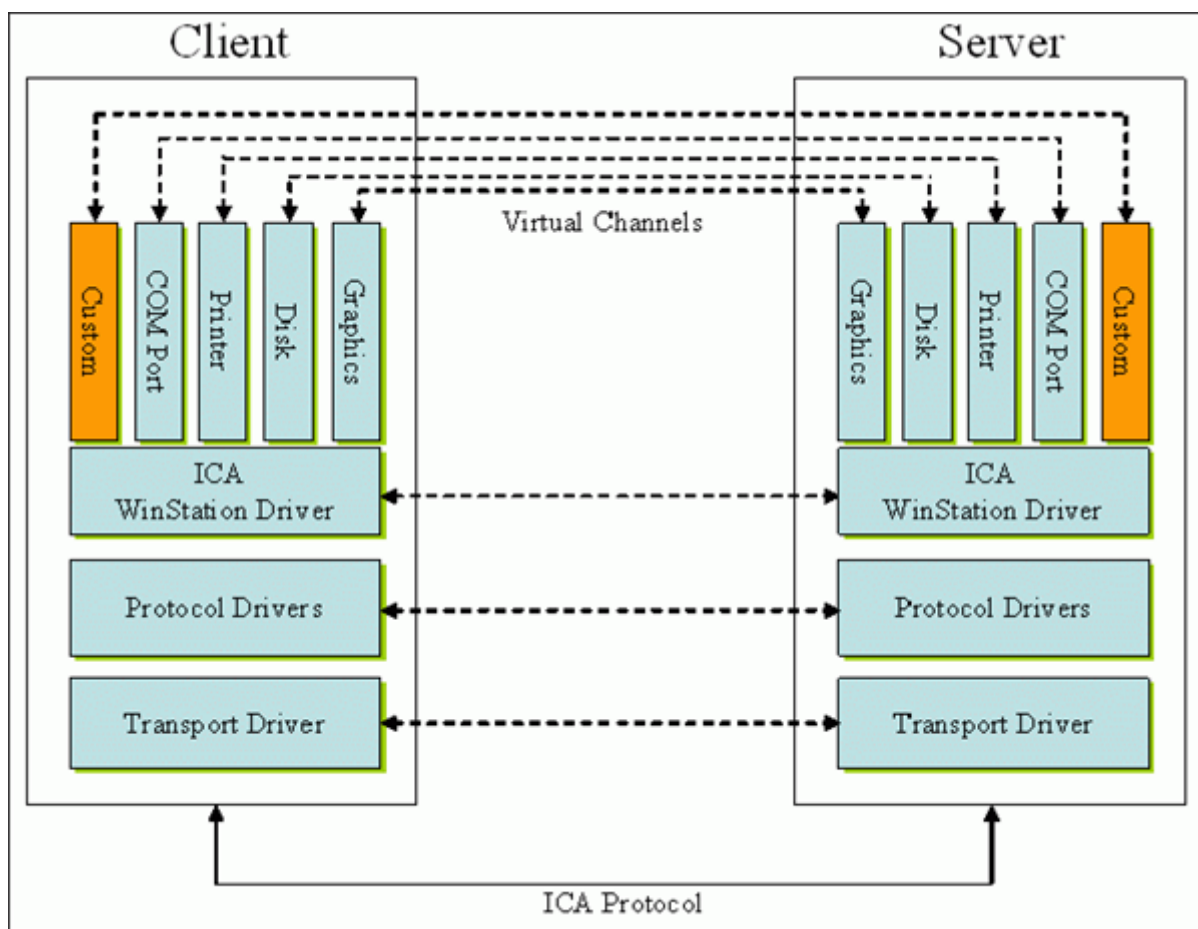 Client
Server
Virtual Channels
Custom
COM Port
Printer
Disk
Graphics
Graphics
Disk
Printer
COM Port
Custom
ICA
WinStation Driver
ICA
WinStation Driver
Protocol Drivers
Protocol Drivers
Transport Driver
Transport Driver
ICA Protocol